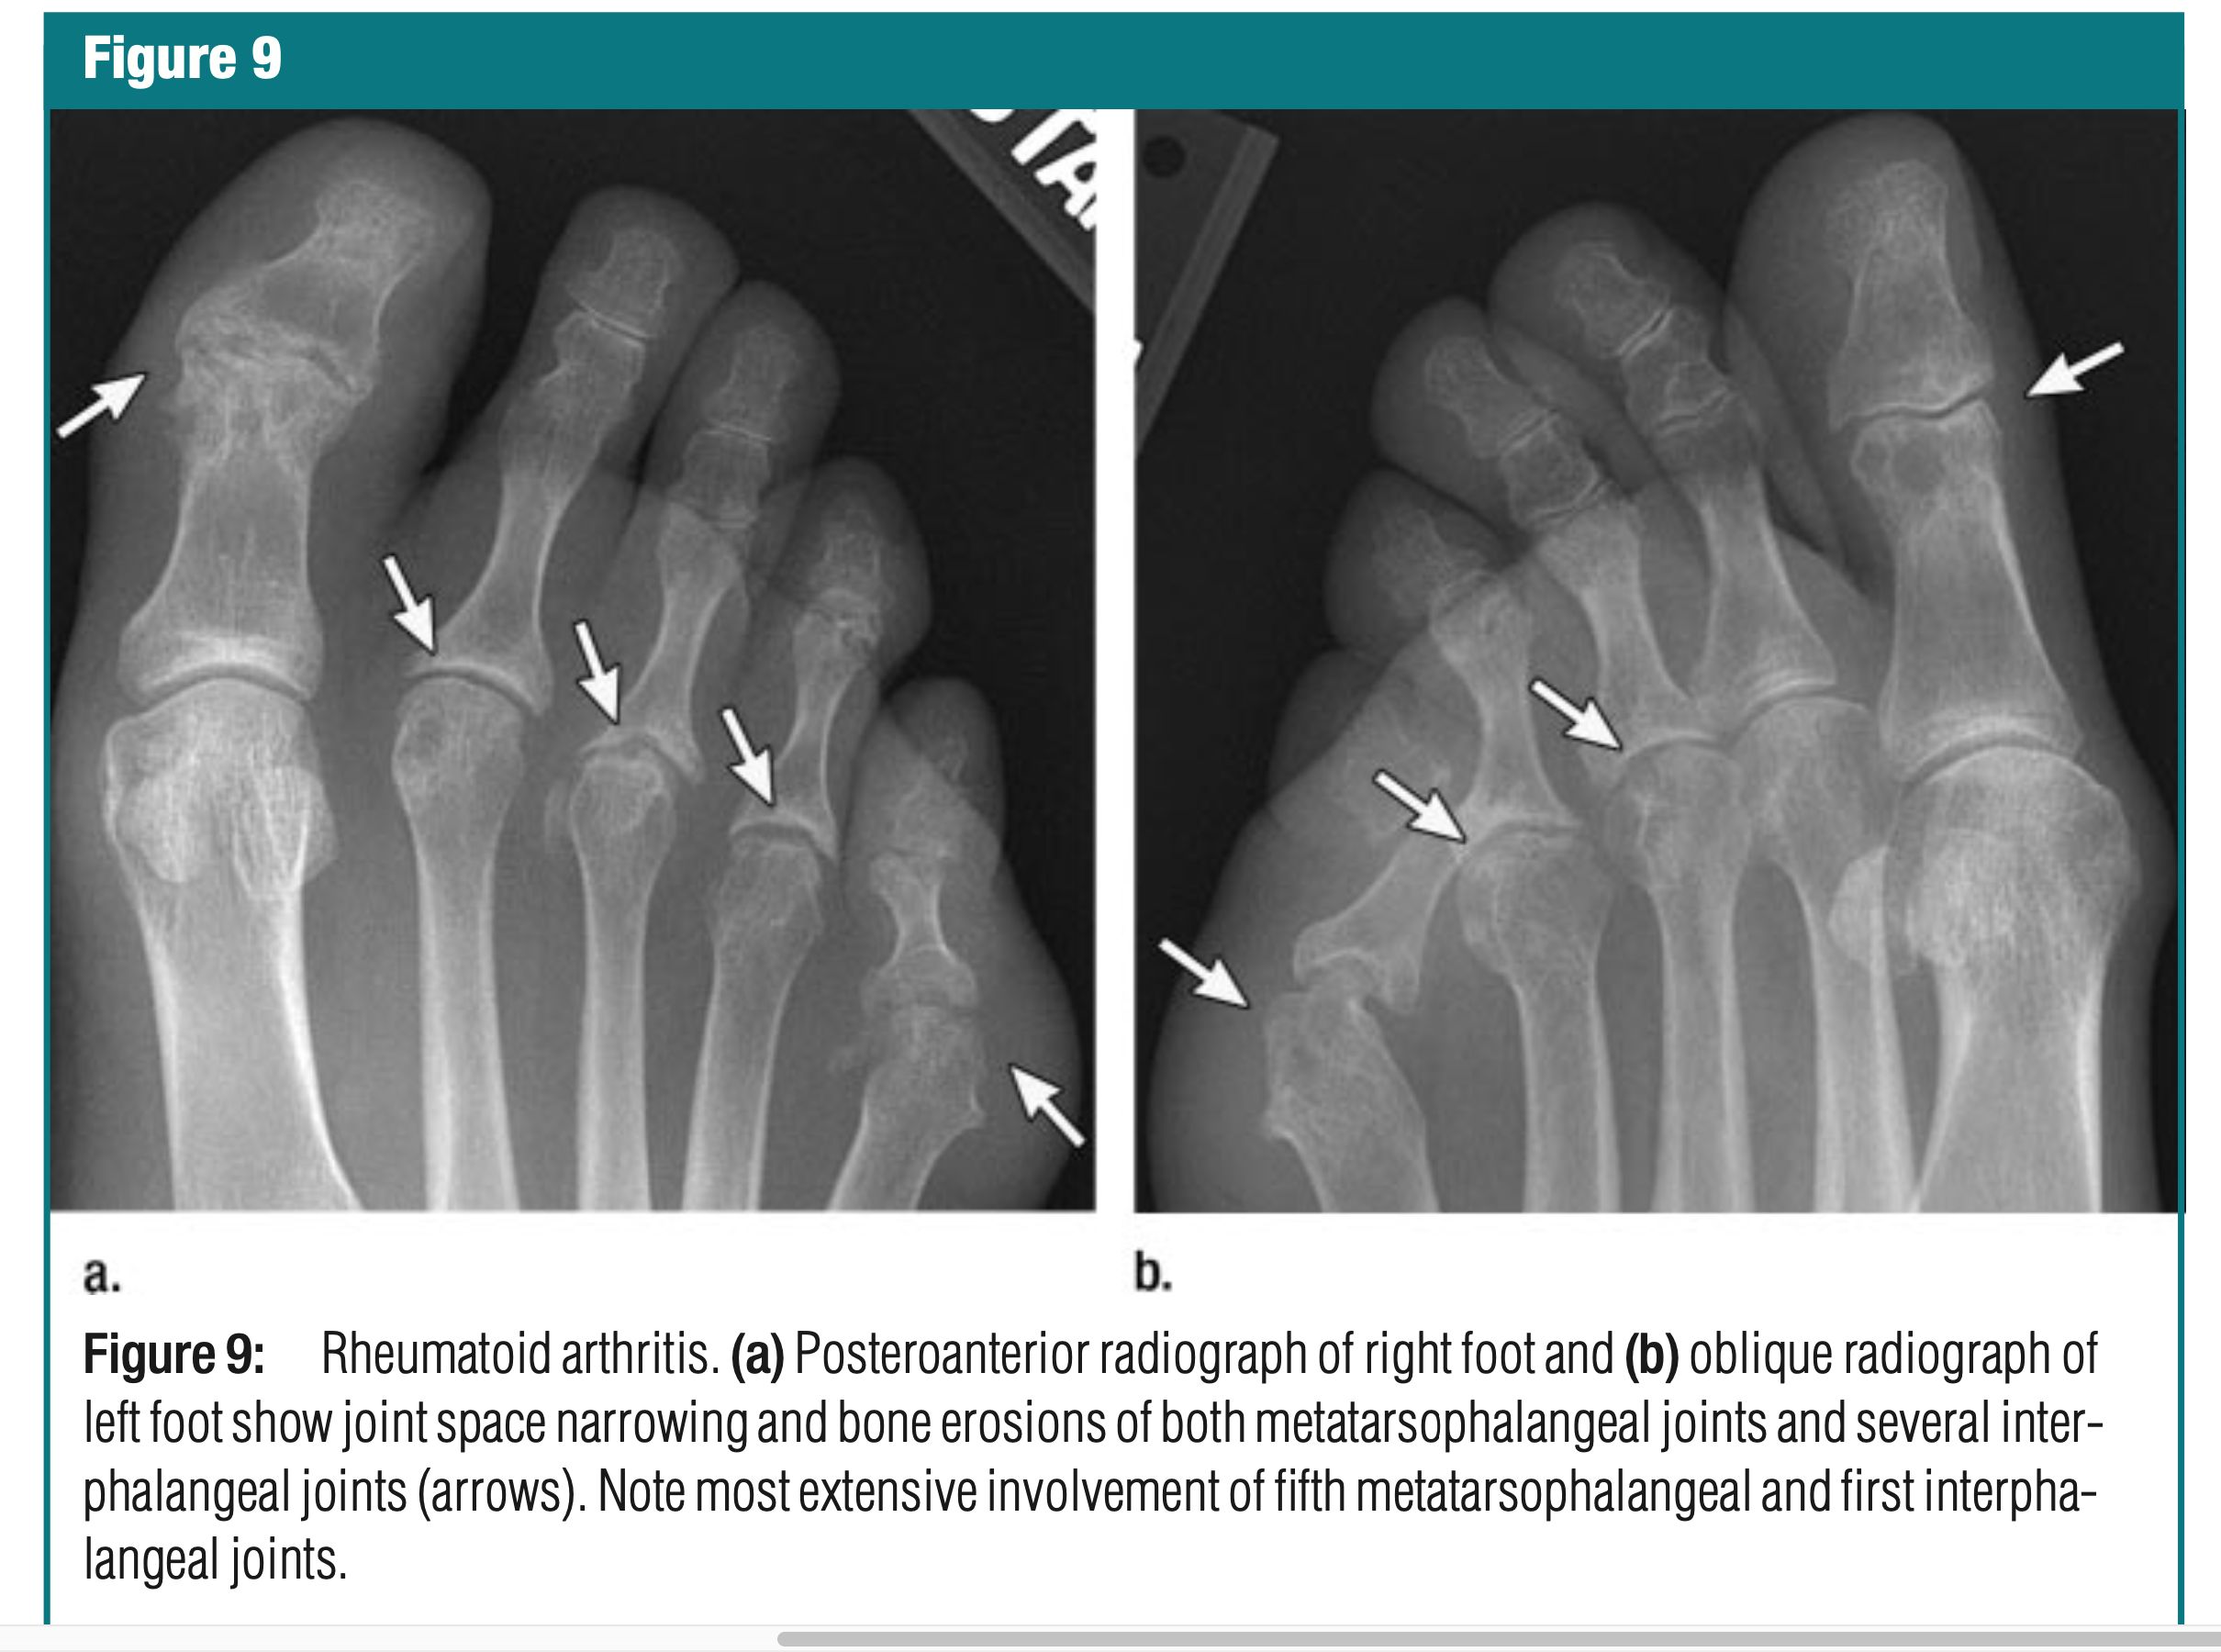 Figure 9
a.
b.
Figure 9: Rheumatoid arthritis. (a) Posteroanterior radiograph of right foot and (b) oblique radiograph of
left foot show joint space narrowing and bone erosions of both metatarsophalangeal joints and several inter-
phalangeal joints (arrows). Note most extensive involvement of fifth metatarsophalangeal and first interpha-
langeal joints.